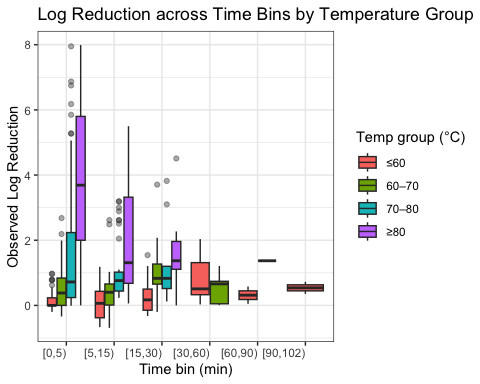 Log Reduction across Time Bins by Temperature Group
Observed Log Reduction
8
6
4
2
0
[0,5) [5,15) [15,30) [30,60) [60,90) [90,102)
Time bin (min)
Temp group (°C)
≤60
60–70
70–80
≥80